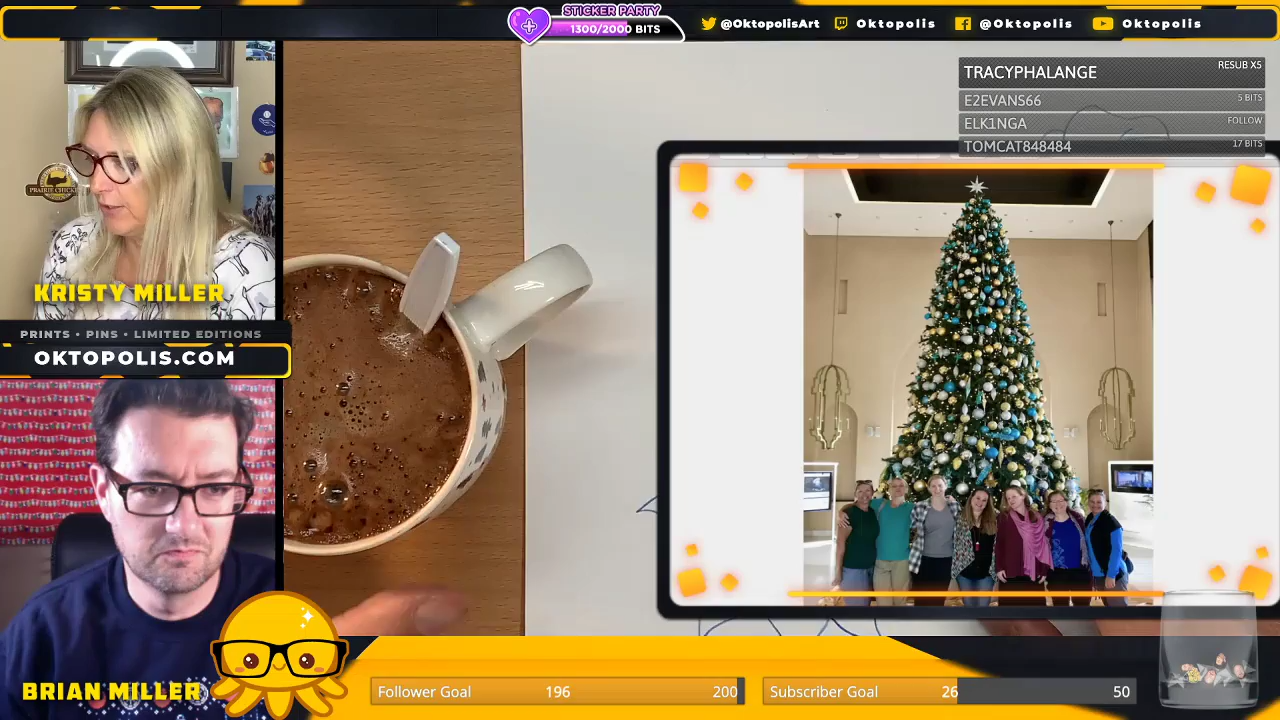 STICKER PARTY
1300/2000 BITS
@OktopolisArt
Oktopolis
@Oktopolis
Oktopolis
TRACYPHALANGE
RESUB X5
E2EVANS66
5 BITS
ELK1NGA
FOLLOW
TOMCAT848484
17 BITS
PRAIRIE
KRISTY MILLER
PRINTS • PINS • LIMITED EDITIONS
OKTOPOLIS.COM
BRIAN MILLER
Follower Goal 196 200
Subscriber Goal 26 50